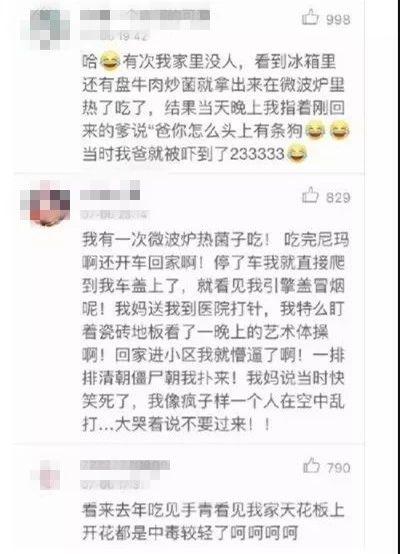 998
19:42
哈😂有次我家里没人，看到冰箱里
还有盘牛肉炒菌就拿出来在微波炉里
热了吃了，结果当天晚上我指着刚回
来的爹说“爸你怎么头上有条狗😂😂
当时我爸就被吓到了233333😂
829
我有一次微波炉热菌子吃！吃完尼玛
啊还开车回家啊！停了车我就直接爬
到我车盖上了，就看见我引擎盖冒烟
呢！我妈送我到医院打针，我特么盯
着瓷砖地板看了一晚上的艺术体操
啊！回家进小区我就懵逼了啊！一排
排清朝僵尸朝我扑来！我妈说当时快
笑死了，我像疯子样一个人在空中乱
打…大哭着说不要过来！！
790
看来去年吃见手青看见我家天花板上
开花都是中毒较轻了呵呵呵呵